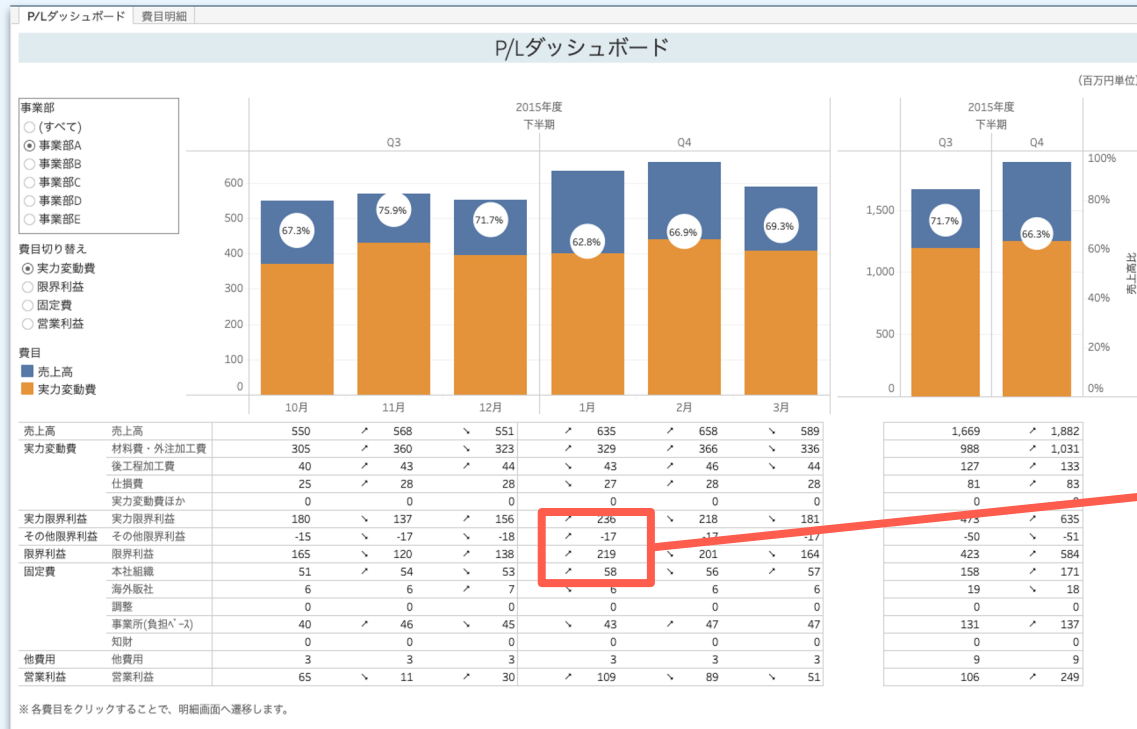 P/Lダッシュボード 費目明細
P/Lダッシュボード
(百万円単位)
事業部
(すべて)
事業部A
事業部B
事業部C
事業部D
事業部E
費目切り替え
実力変動費
限界利益
固定費
営業利益
費目
売上高
実力変動費
2015年度
下半期
Q3 Q4
600
500
400
300
200
100
0
67.3% 75.9% 71.7% 62.8% 66.9% 69.3%
10月 11月 12月 1月 2月 3月
2015年度
下半期
Q3 Q4
1,500
1,000
500
0
71.7% 66.3%
100%
80%
60%
40%
20%
0%
売上高比
売上高 売上高 550 ↗ 568 ↘ 551 ↗ 635 ↗ 658 ↘ 589 1,669 ↗ 1,882
実力変動費 材料費・外注加工費 305 ↗ 360 ↘ 323 ↗ 329 ↗ 366 ↘ 336 988 ↗ 1,031
後工程加工費 40 ↗ 43 ↗ 44 ↘ 43 ↗ 46 ↘ 44 127 ↗ 133
仕損費 25 ↗ 28 28 ↘ 27 ↗ 28 28 81 ↗ 83
実力変動費ほか 0 0 0 0 0 0 0 0
実力限界利益 実力限界利益 180 ↘ 137 ↗ 156 ↗ 236 ↘ 218 ↘ 181 473 ↗ 635
その他限界利益 その他限界利益 -15 ↘ -17 ↘ -18 ↗ -17 -17 -17 -50 ↘ -51
限界利益 限界利益 165 ↘ 120 ↗ 138 ↗ 219 ↘ 201 ↘ 164 423 ↗ 584
固定費 本社組織 51 ↗ 54 ↘ 53 ↗ 58 ↘ 56 ↗ 57 158 ↗ 171
海外販社 6 6 ↗ 7 ↘ 6 6 6 19 ↘ 18
調整 0 0 0 0 0 0 0 0
事業所(負担ﾍﾞｰｽ) 40 ↗ 46 ↘ 45 ↘ 43 ↗ 47 47 131 ↗ 137
知財 0 0 0 0 0 0 0 0
他費用 他費用 3 3 3 3 3 3 9 9
営業利益 営業利益 65 ↘ 11 ↗ 30 ↗ 109 ↘ 89 ↘ 51 106 ↗ 249
※ 各費目をクリックすることで、明細画面へ遷移します。